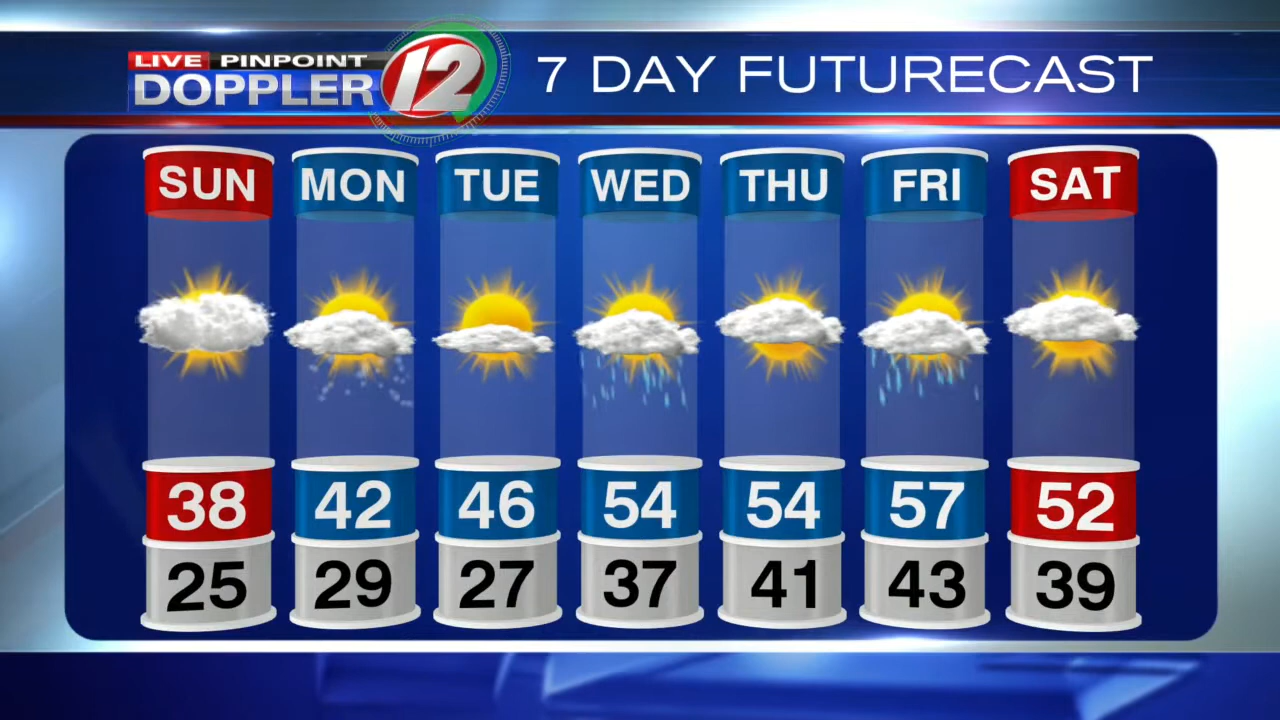 LIVE PINPOINT
DOPPLER 12
7 DAY FUTURECAST
SUN MON TUE WED THU FRI SAT
38 42 46 54 54 57 52
25 29 27 37 41 43 39